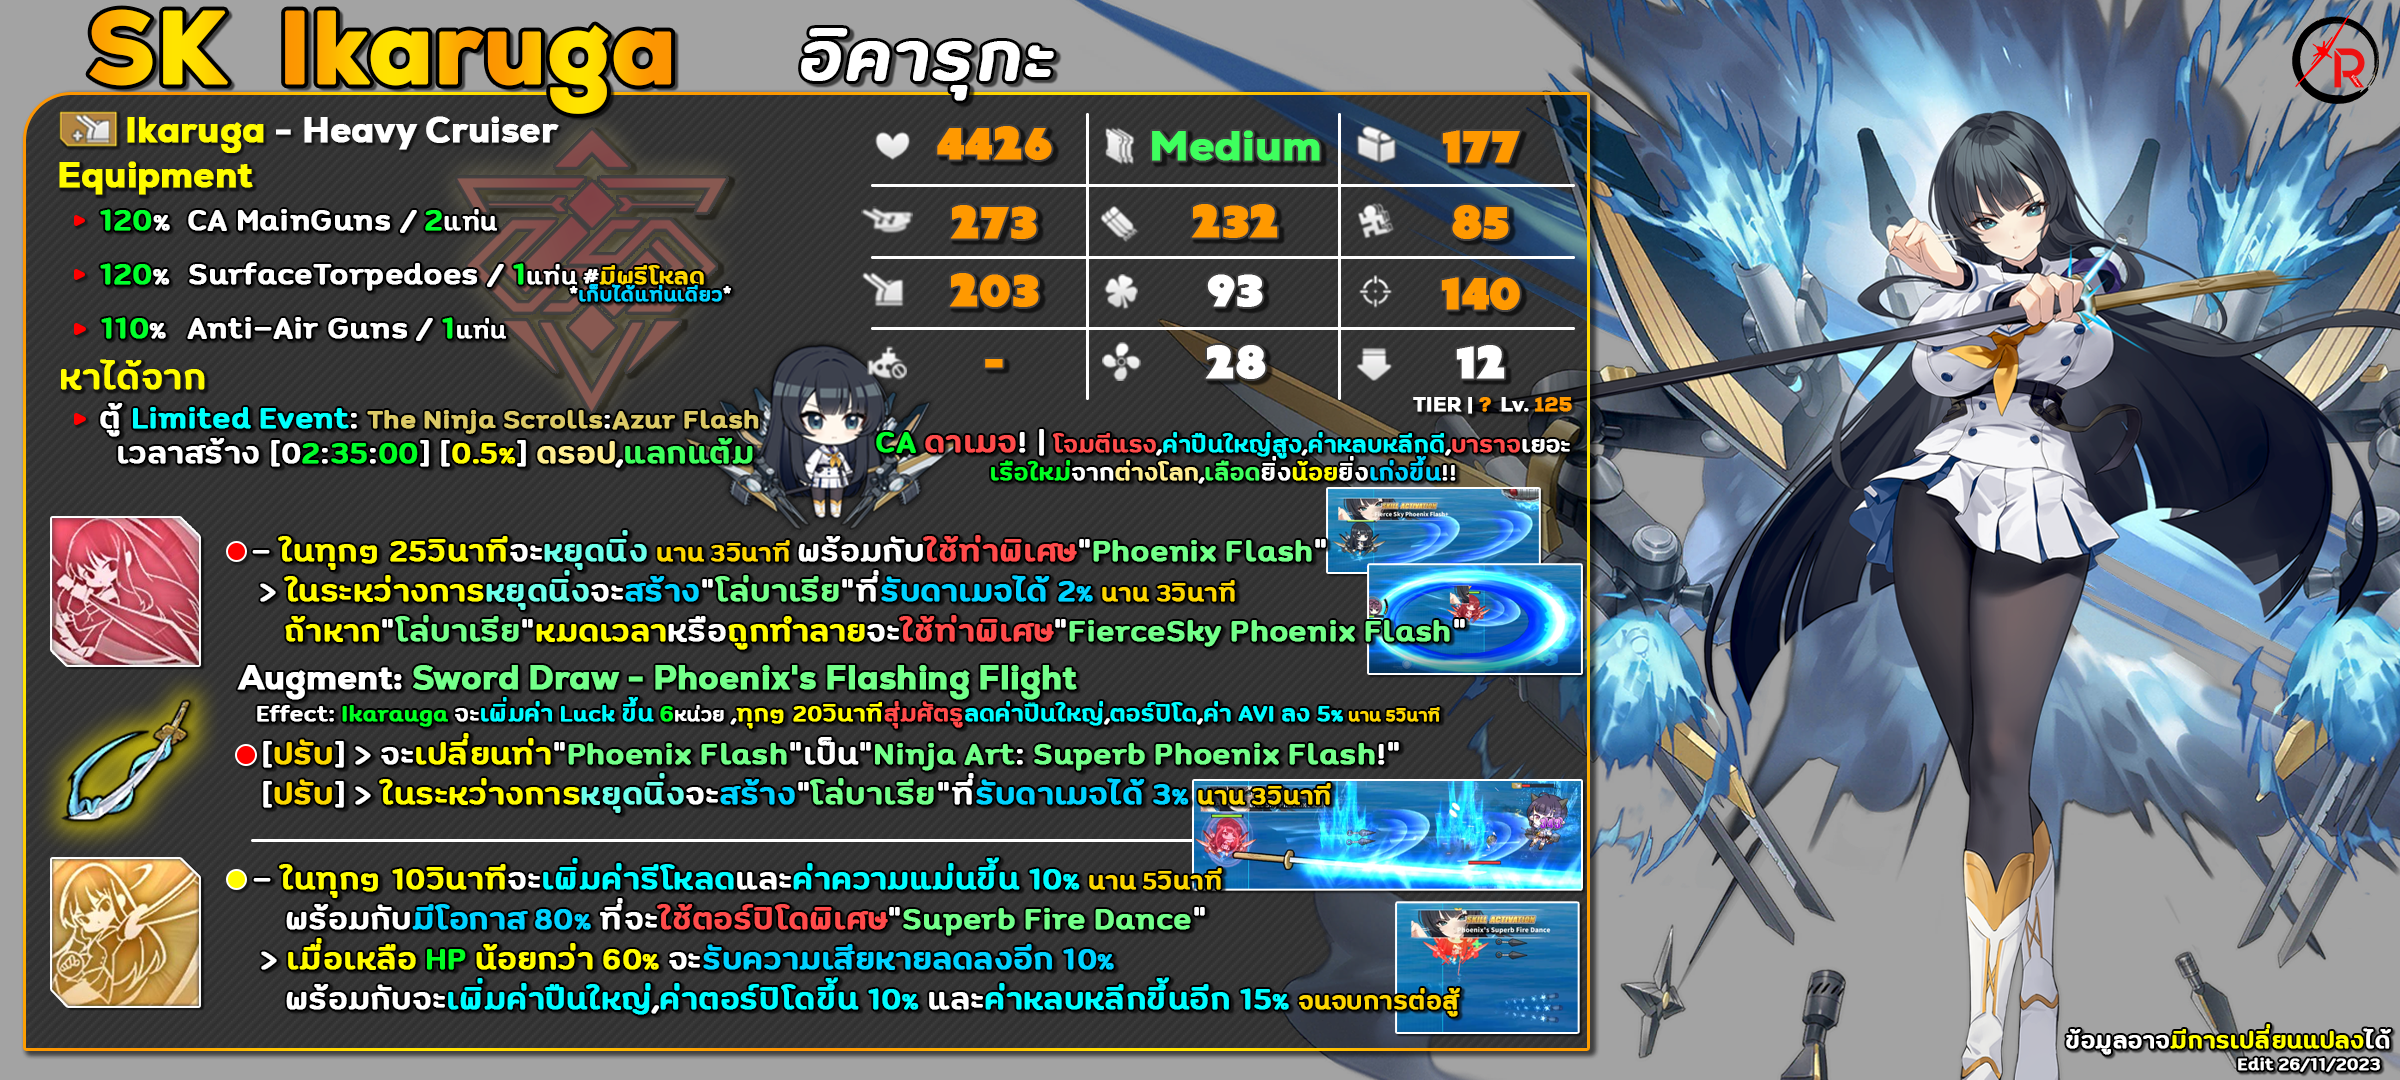 SK Ikaruga อิคารุกะ
Ikaruga - Heavy Cruiser
Equipment
120% CA MainGuns / 2แท่น
120% SurfaceTorpedoes / 1แท่น #มีพรีโหลด
*เก็บได้แท่นเดียว*
110% Anti-Air Guns / 1แท่น
หาได้จาก
ตู้ Limited Event: The Ninja Scrolls:Azur Flash
เวลาสร้าง [02:35:00] [0.5%] ดรอป,แลกแต้ม
4426 Medium 177
273 232 85
203 93 140
- 28 12
TIER | ? Lv. 125
CA ดาเมจ! | โจมตีแรง,ค่าปืนใหญ่สูง,ค่าหลบหลีกดี,บาราจเยอะ
เรือใหม่จากต่างโลก,เลือดยิ่งน้อยยิ่งเก่งขึ้น!!
- ในทุกๆ 25วินาทีจะหยุดนิ่ง นาน 3วินาที พร้อมกับใช้ท่าพิเศษ"Phoenix Flash"
> ในระหว่างการหยุดนิ่งจะสร้าง"โล่บาเรีย"ที่รับดาเมจได้ 2% นาน 3วินาที
ถ้าหาก"โล่บาเรีย"หมดเวลาหรือถูกทำลายจะใช้ท่าพิเศษ"FierceSky Phoenix Flash"
SKILL ACTIVATION
Fierce Sky Phoenix Flash
Augment: Sword Draw - Phoenix's Flashing Flight
Effect: Ikarauga จะเพิ่มค่า Luck ขึ้น 6หน่วย ,ทุกๆ 20วินาทีสุ่มศัตรูลดค่าปืนใหญ่,ตอร์ปิโด,ค่า AVI ลง 5% นาน 5วินาที
[ปรับ] > จะเปลี่ยนท่า"Phoenix Flash"เป็น"Ninja Art: Superb Phoenix Flash!"
[ปรับ] > ในระหว่างการหยุดนิ่งจะสร้าง"โล่บาเรีย"ที่รับดาเมจได้ 3% นาน 3วินาที
- ในทุกๆ 10วินาทีจะเพิ่มค่ารีโหลดและค่าความแม่นขึ้น 10% นาน 5วินาที
พร้อมกับมีโอกาส 80% ที่จะใช้ตอร์ปิโดพิเศษ"Superb Fire Dance"
SKILL ACTIVATION
Phoenix's Superb Fire Dance
> เมื่อเหลือ HP น้อยกว่า 60% จะรับความเสียหายลดลงอีก 10%
พร้อมกับจะเพิ่มค่าปืนใหญ่,ค่าตอร์ปิโดขึ้น 10% และค่าหลบหลีกขึ้นอีก 15% จนจบการต่อสู้
R
ข้อมูลอาจมีการเปลี่ยนแปลงได้
Edit 26/11/2023